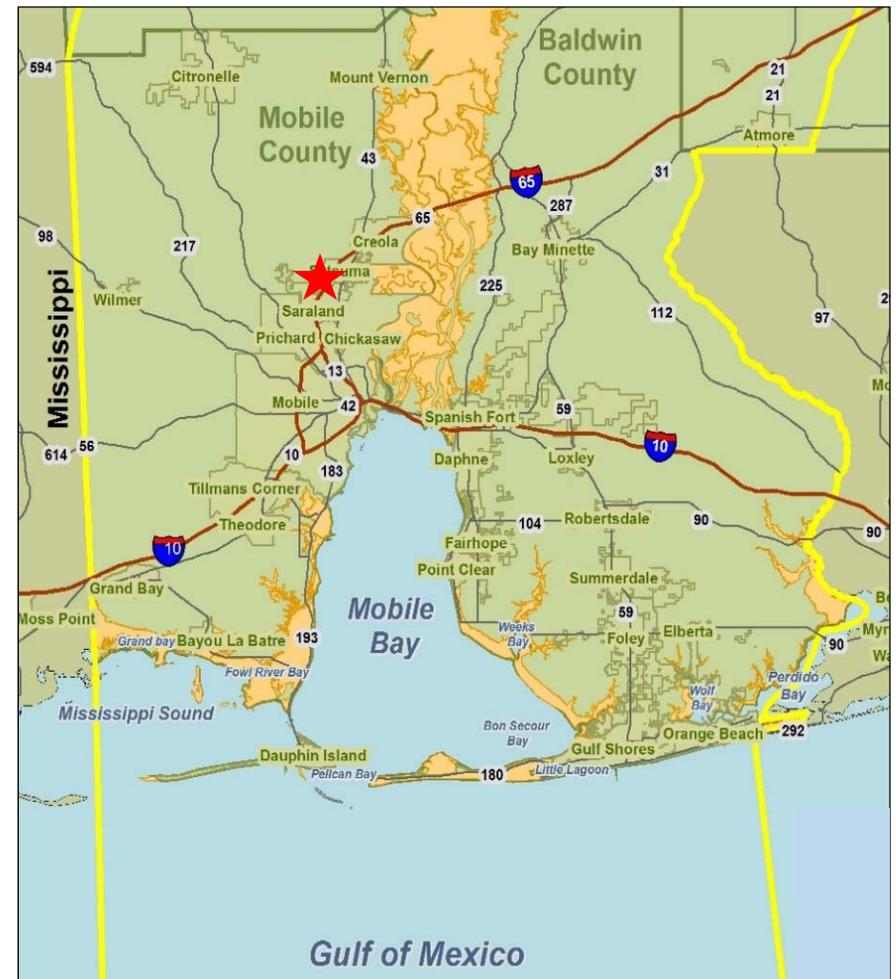 Baldwin
County
21
594
Citronelle
Mount Vernon
21
Mobile
County
Atmore
43
31
65
287
65
98
217
Creola
Bay Minette
225
Wilmer
Saraland
112
97
Mississippi
Prichard
Chickasaw
13
Mobile
42
Spanish Fort
59
56
10
614
10
Daphne
Loxley
183
Tillmans Corner
104
Robertsdale
90
Theodore
90
Fairhope
10
Point Clear
Summerdale
Grand Bay
Moss Point
Mobile
Bay
59
Weeks
Bay
Foley
Elberta
Grand bay
Bayou La Batre
193
90
Fowl River Bay
Perdido
Bay
Wolf
Bay
Mississippi Sound
Bon Secour
Bay
Orange Beach
292
Dauphin Island
Gulf Shores
Pelican Bay
180
Little Lagoon
Gulf of Mexico